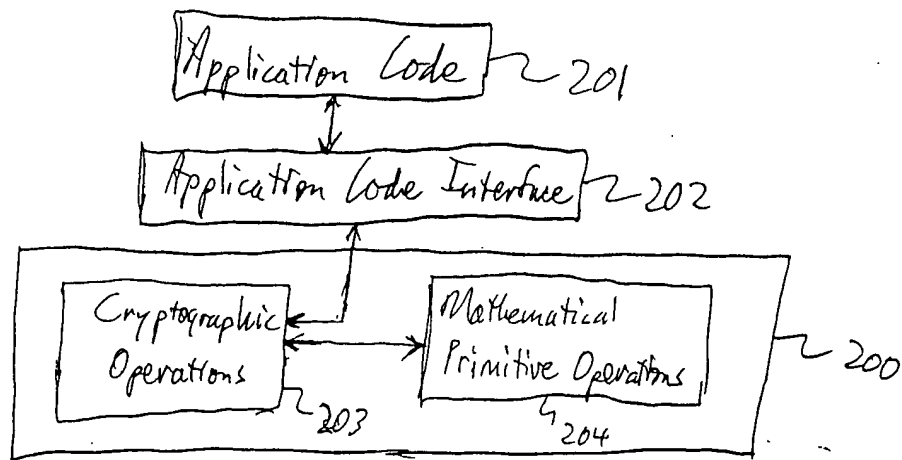 Application Code
201
Application Code Interface
202
Cryptographic
Operations
203
Mathematical
Primitive Operations
204
200